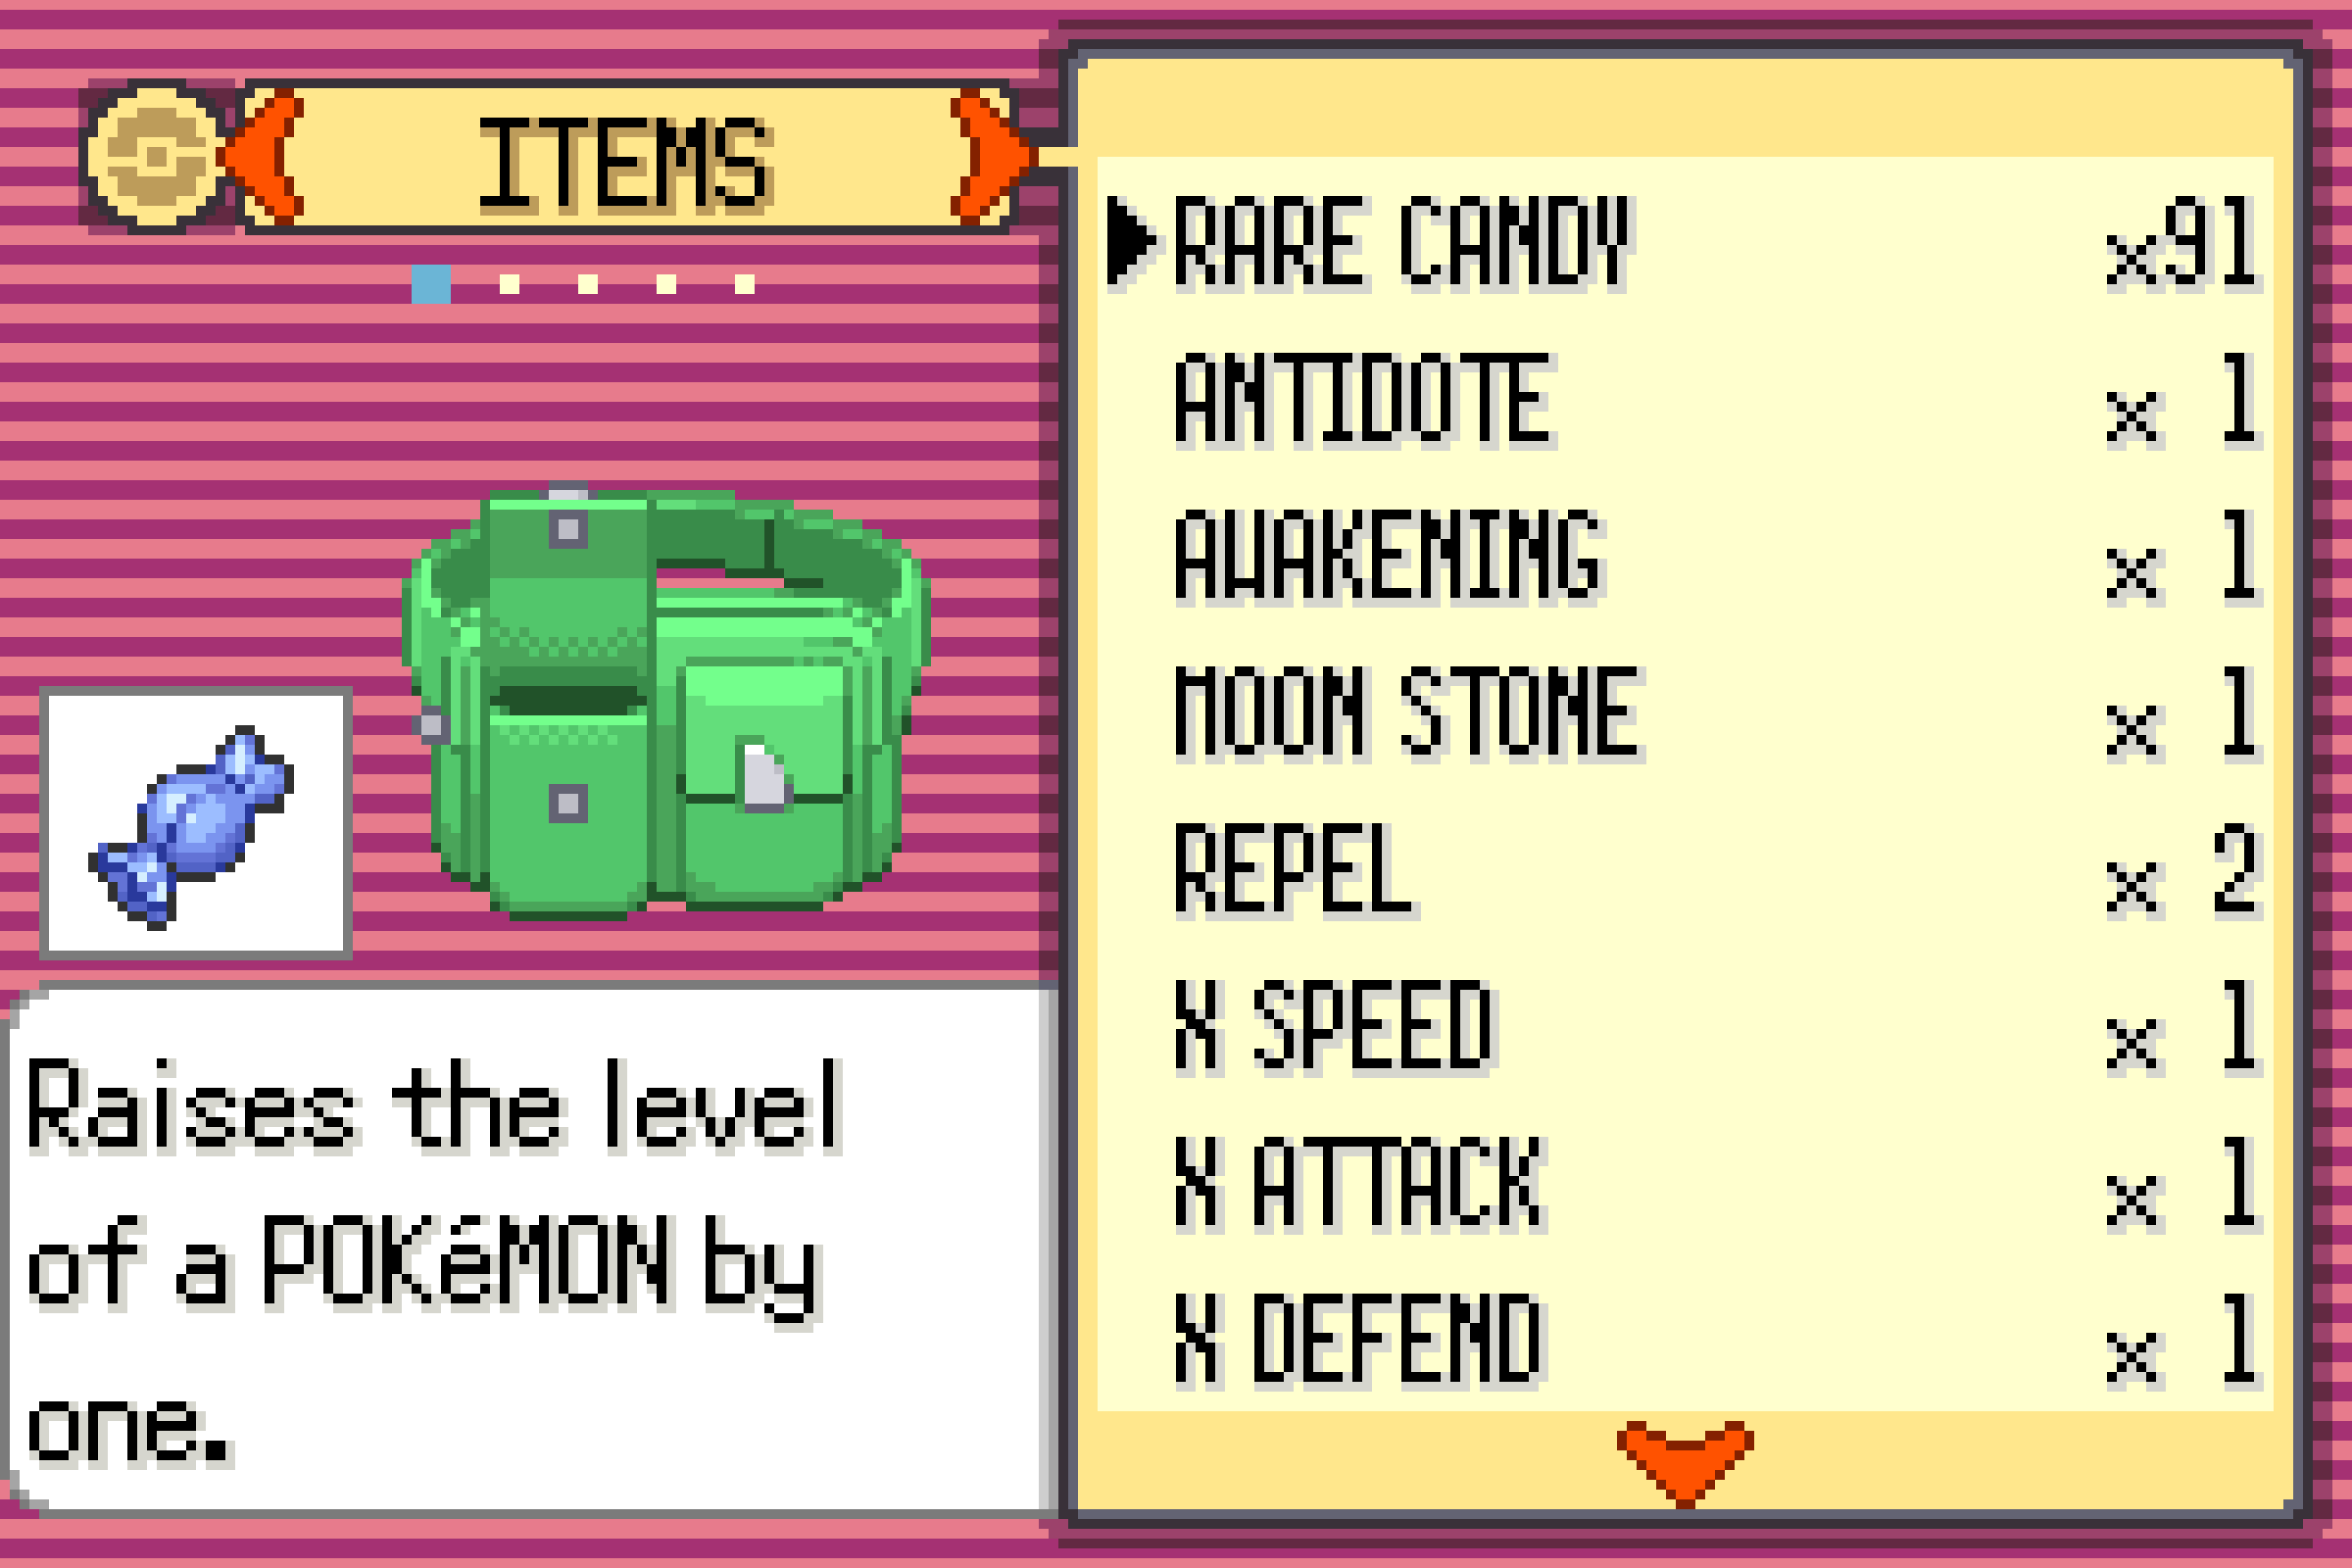 ITEMS
RARE CANDY ×91
ANTIDOTE × 1
AWAKENING × 1
MOON STONE × 1
REPEL × 2
X SPEED × 1
X ATTACK × 1
X DEFEND × 1
Raises the level
of a POKéMON by
one.